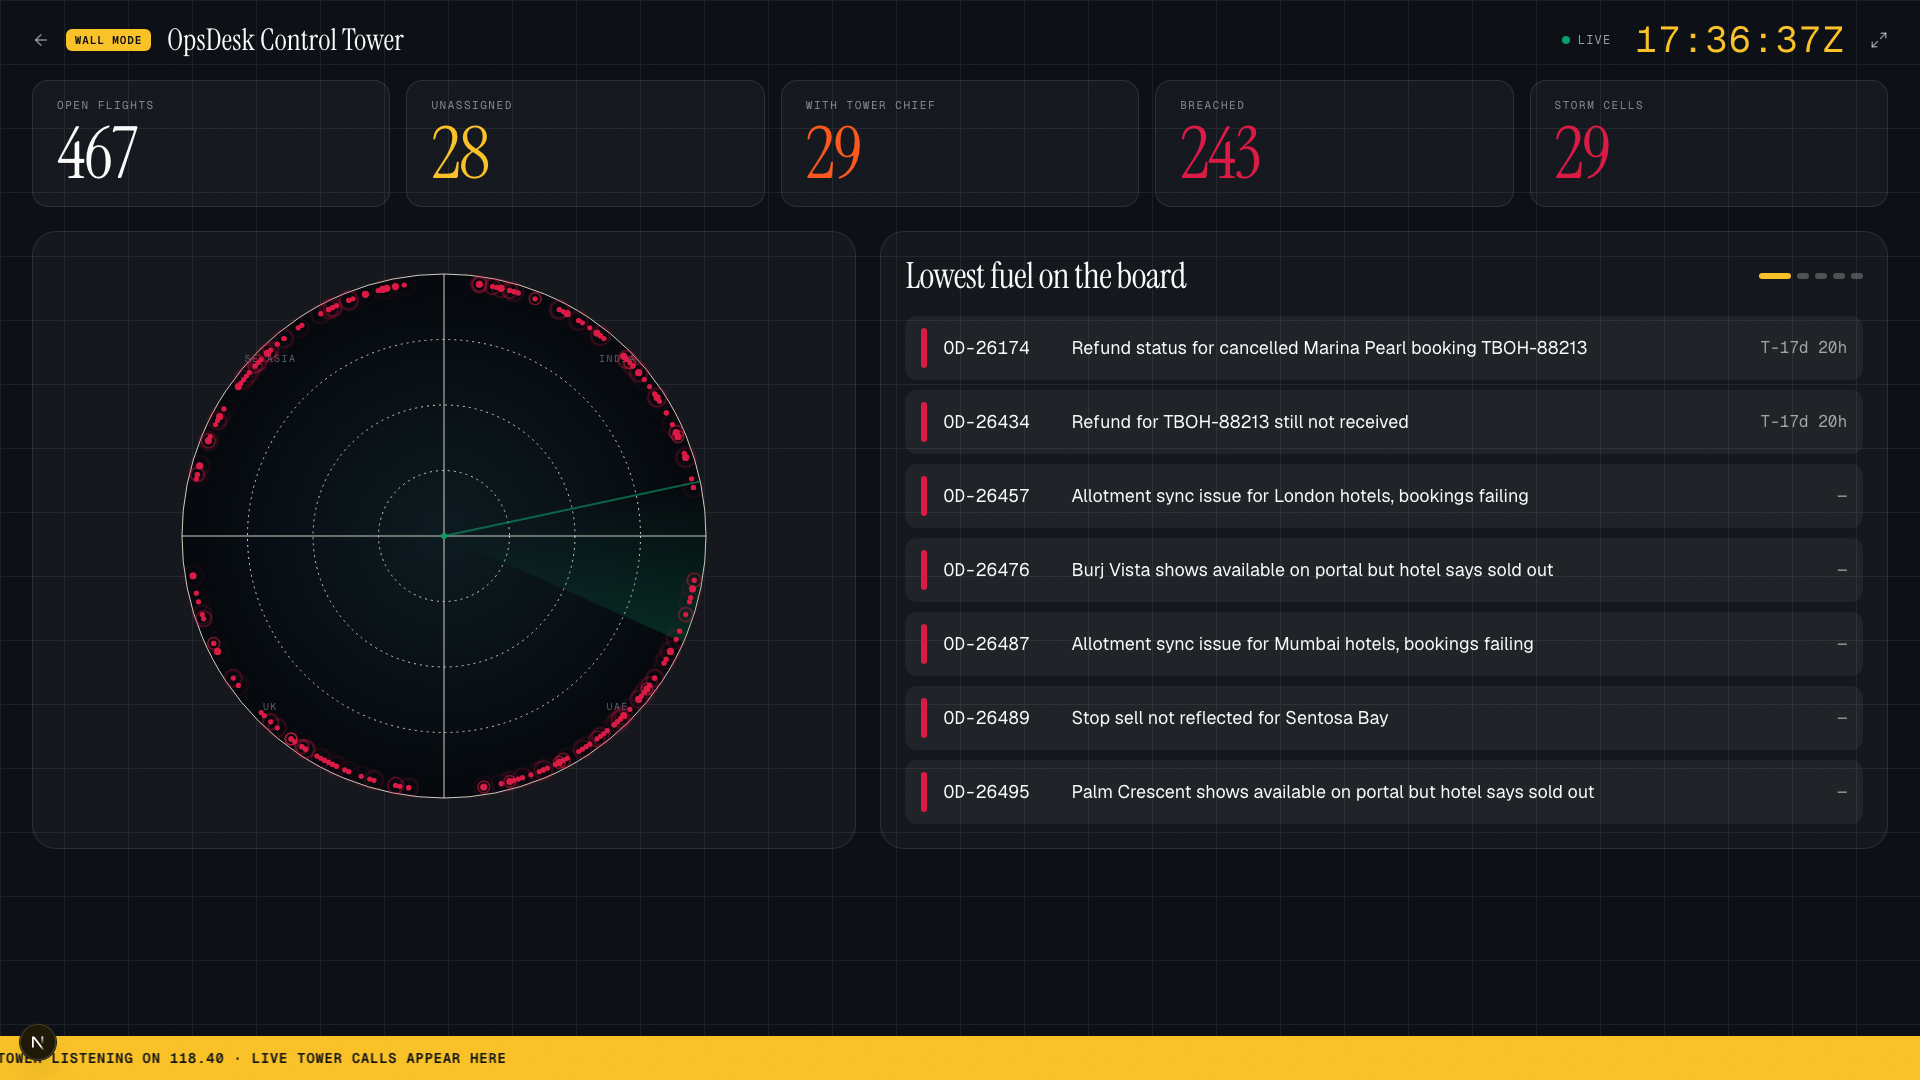 WALL MODE
OpsDesk Control Tower
LIVE
17:36:37Z
OPEN FLIGHTS
467
UNASSIGNED
28
WITH TOWER CHIEF
29
BREACHED
243
STORM CELLS
29
UK
UAE
Lowest fuel on the board
OD-26174 Refund status for cancelled Marina Pearl booking TBOH-88213 T-17d 20h
OD-26434 Refund for TBOH-88213 still not received T-17d 20h
OD-26457 Allotment sync issue for London hotels, bookings failing —
OD-26476 Burj Vista shows available on portal but hotel says sold out —
OD-26487 Allotment sync issue for Mumbai hotels, bookings failing —
OD-26489 Stop sell not reflected for Sentosa Bay —
OD-26495 Palm Crescent shows available on portal but hotel says sold out —
N
LISTENING ON 118.40 · LIVE TOWER CALLS APPEAR HERE